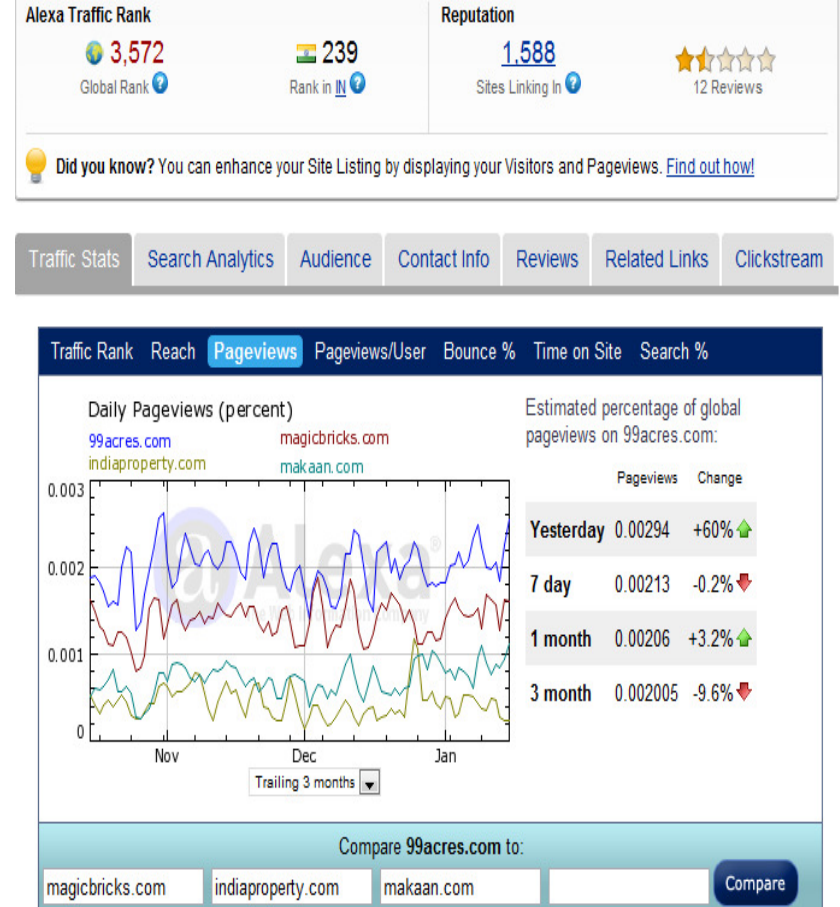 Alexa Traffic Rank Reputation
3,572 239 1,588
Global Rank ? Rank in IN ? Sites Linking In ? 12 Reviews
Did you know? You can enhance your Site Listing by displaying your Visitors and Pageviews. Find out how!
Traffic Stats Search Analytics Audience Contact Info Reviews Related Links Clickstream
Traffic Rank Reach Pageviews Pageviews/User Bounce % Time on Site Search %
Daily Pageviews (percent)
99acres.com magicbricks.com
indiaproperty.com makaan.com
0.003
0.002
0.001
0
@Alexa®
Nov Dec Jan
Trailing 3 months
Estimated percentage of global
pageviews on 99acres.com:
Pageviews Change
Yesterday 0.00294 +60%
7 day 0.00213 -0.2%
1 month 0.00206 +3.2%
3 month 0.002005 -9.6%
Compare 99acres.com to:
magicbricks.com indiaproperty.com makaan.com Compare